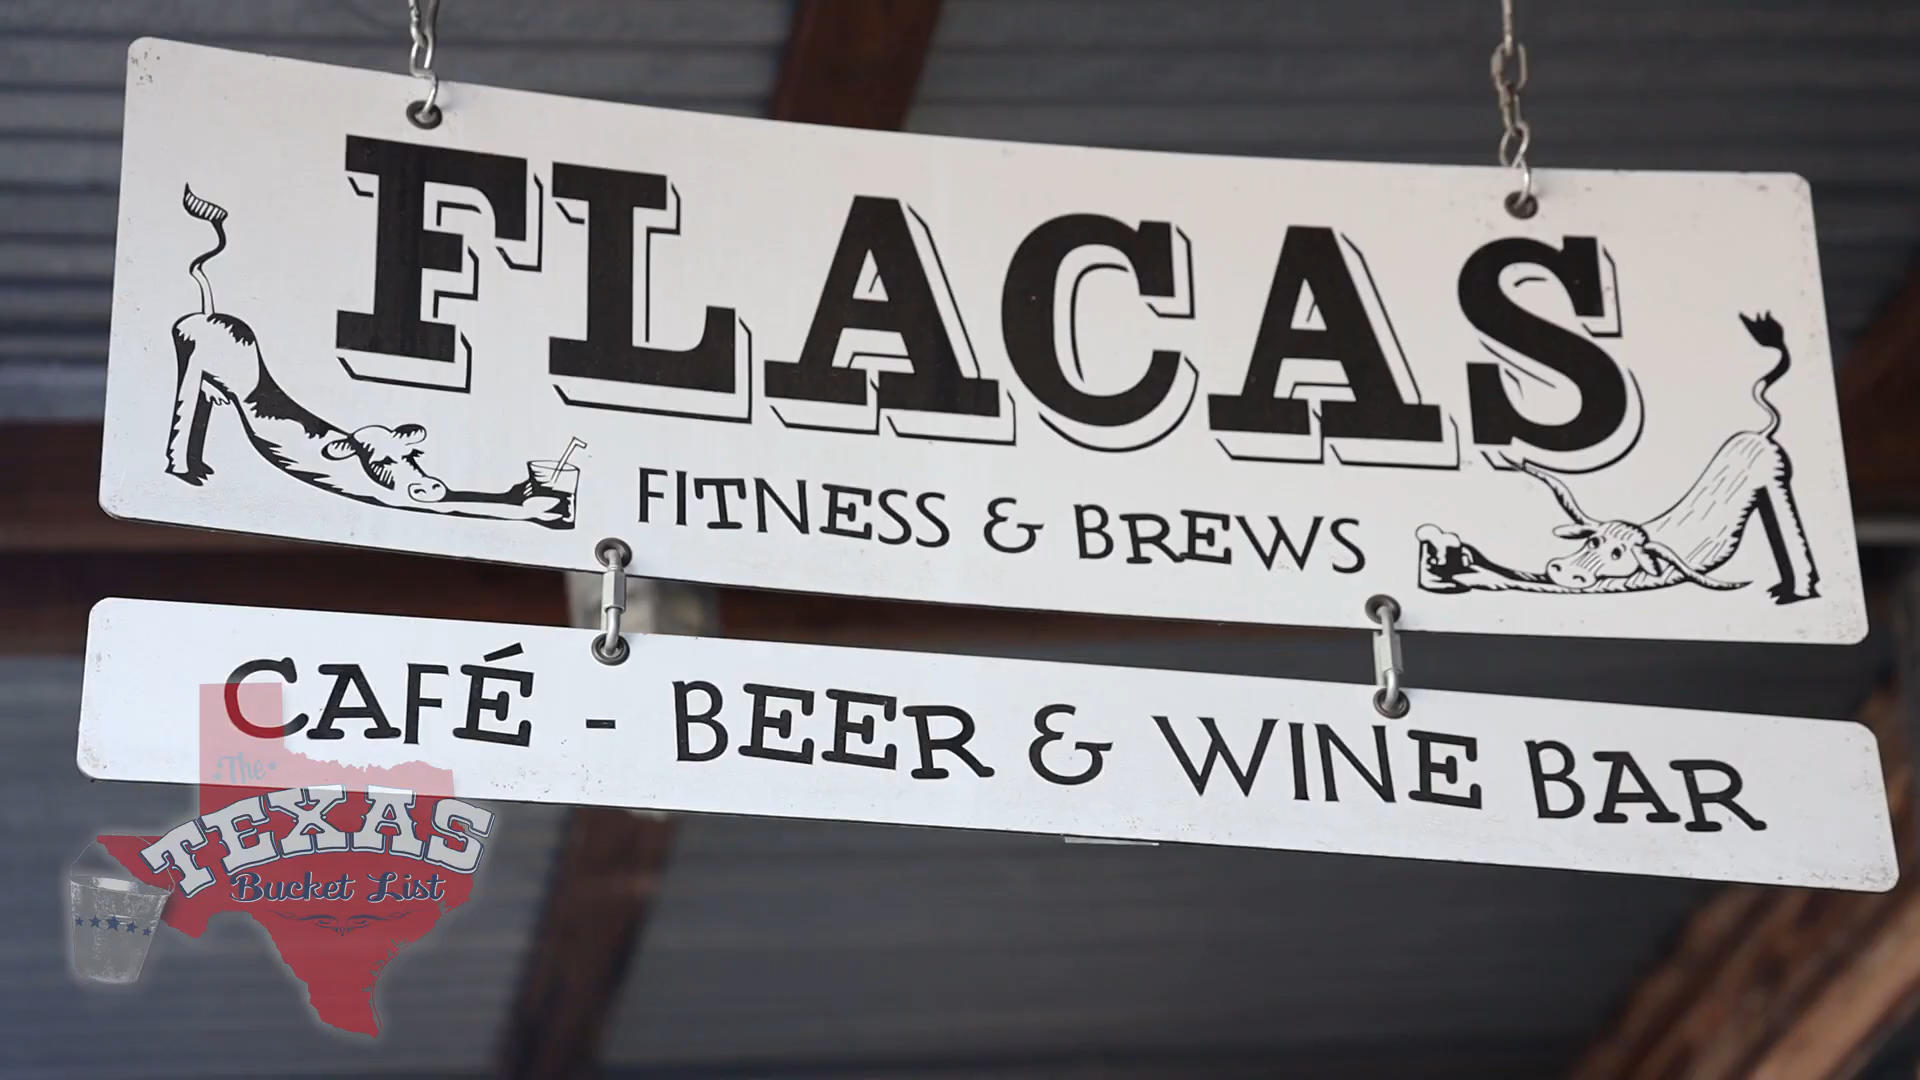 FLACAS
FITNESS & BREWS
CAFÉ - BEER & WINE BAR
The
TEXAS
Bucket List